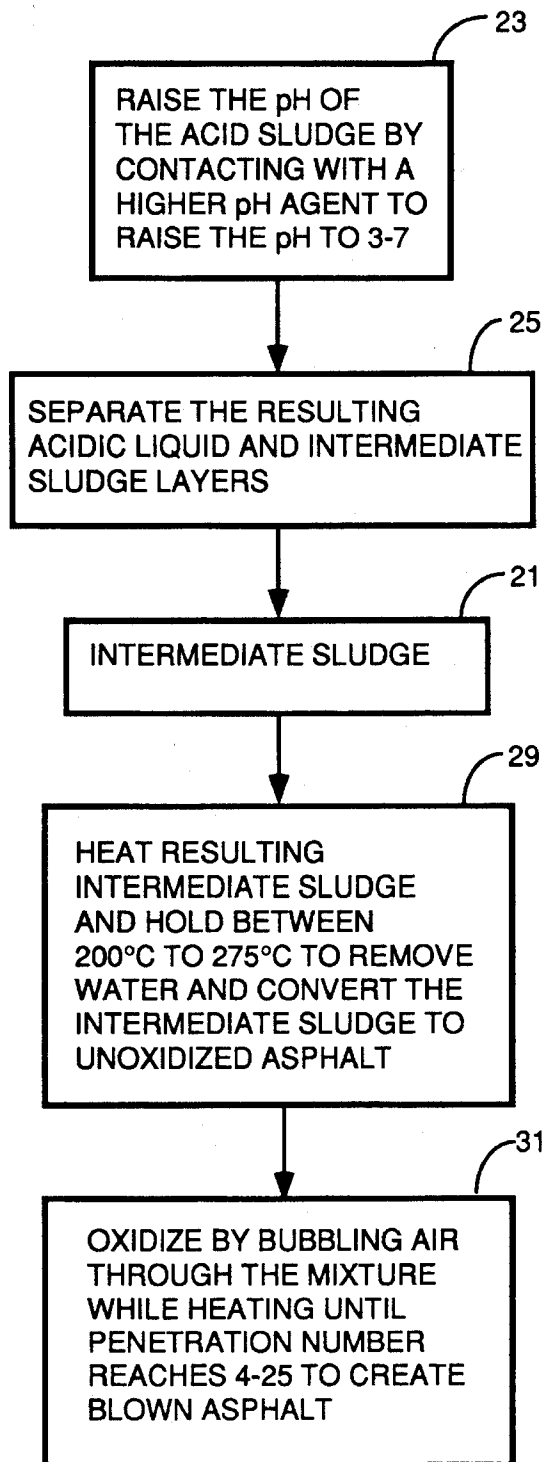 23
RAISE THE pH OF
THE ACID SLUDGE BY
CONTACTING WITH A
HIGHER pH AGENT TO
RAISE THE pH TO 3-7
25
SEPARATE THE RESULTING
ACIDIC LIQUID AND INTERMEDIATE
SLUDGE LAYERS
21
INTERMEDIATE SLUDGE
29
HEAT RESULTING
INTERMEDIATE SLUDGE
AND HOLD BETWEEN
200°C TO 275°C TO REMOVE
WATER AND CONVERT THE
INTERMEDIATE SLUDGE TO
UNOXIDIZED ASPHALT
31
OXIDIZE BY BUBBLING AIR
THROUGH THE MIXTURE
WHILE HEATING UNTIL
PENETRATION NUMBER
REACHES 4-25 TO CREATE
BLOWN ASPHALT